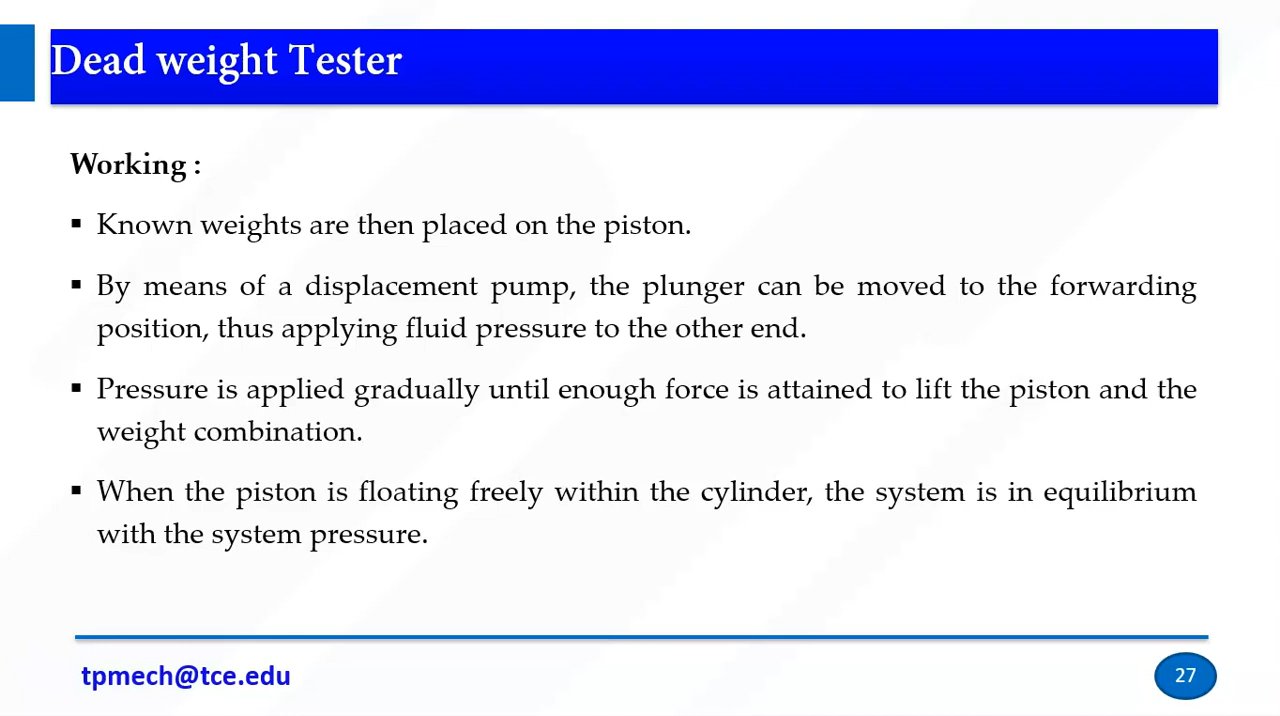 Dead weight Tester
Working :
▪ Known weights are then placed on the piston.
▪ By means of a displacement pump, the plunger can be moved to the forwarding
position, thus applying fluid pressure to the other end.
▪ Pressure is applied gradually until enough force is attained to lift the piston and the
weight combination.
▪ When the piston is floating freely within the cylinder, the system is in equilibrium
with the system pressure.
tpmech@tce.edu
27